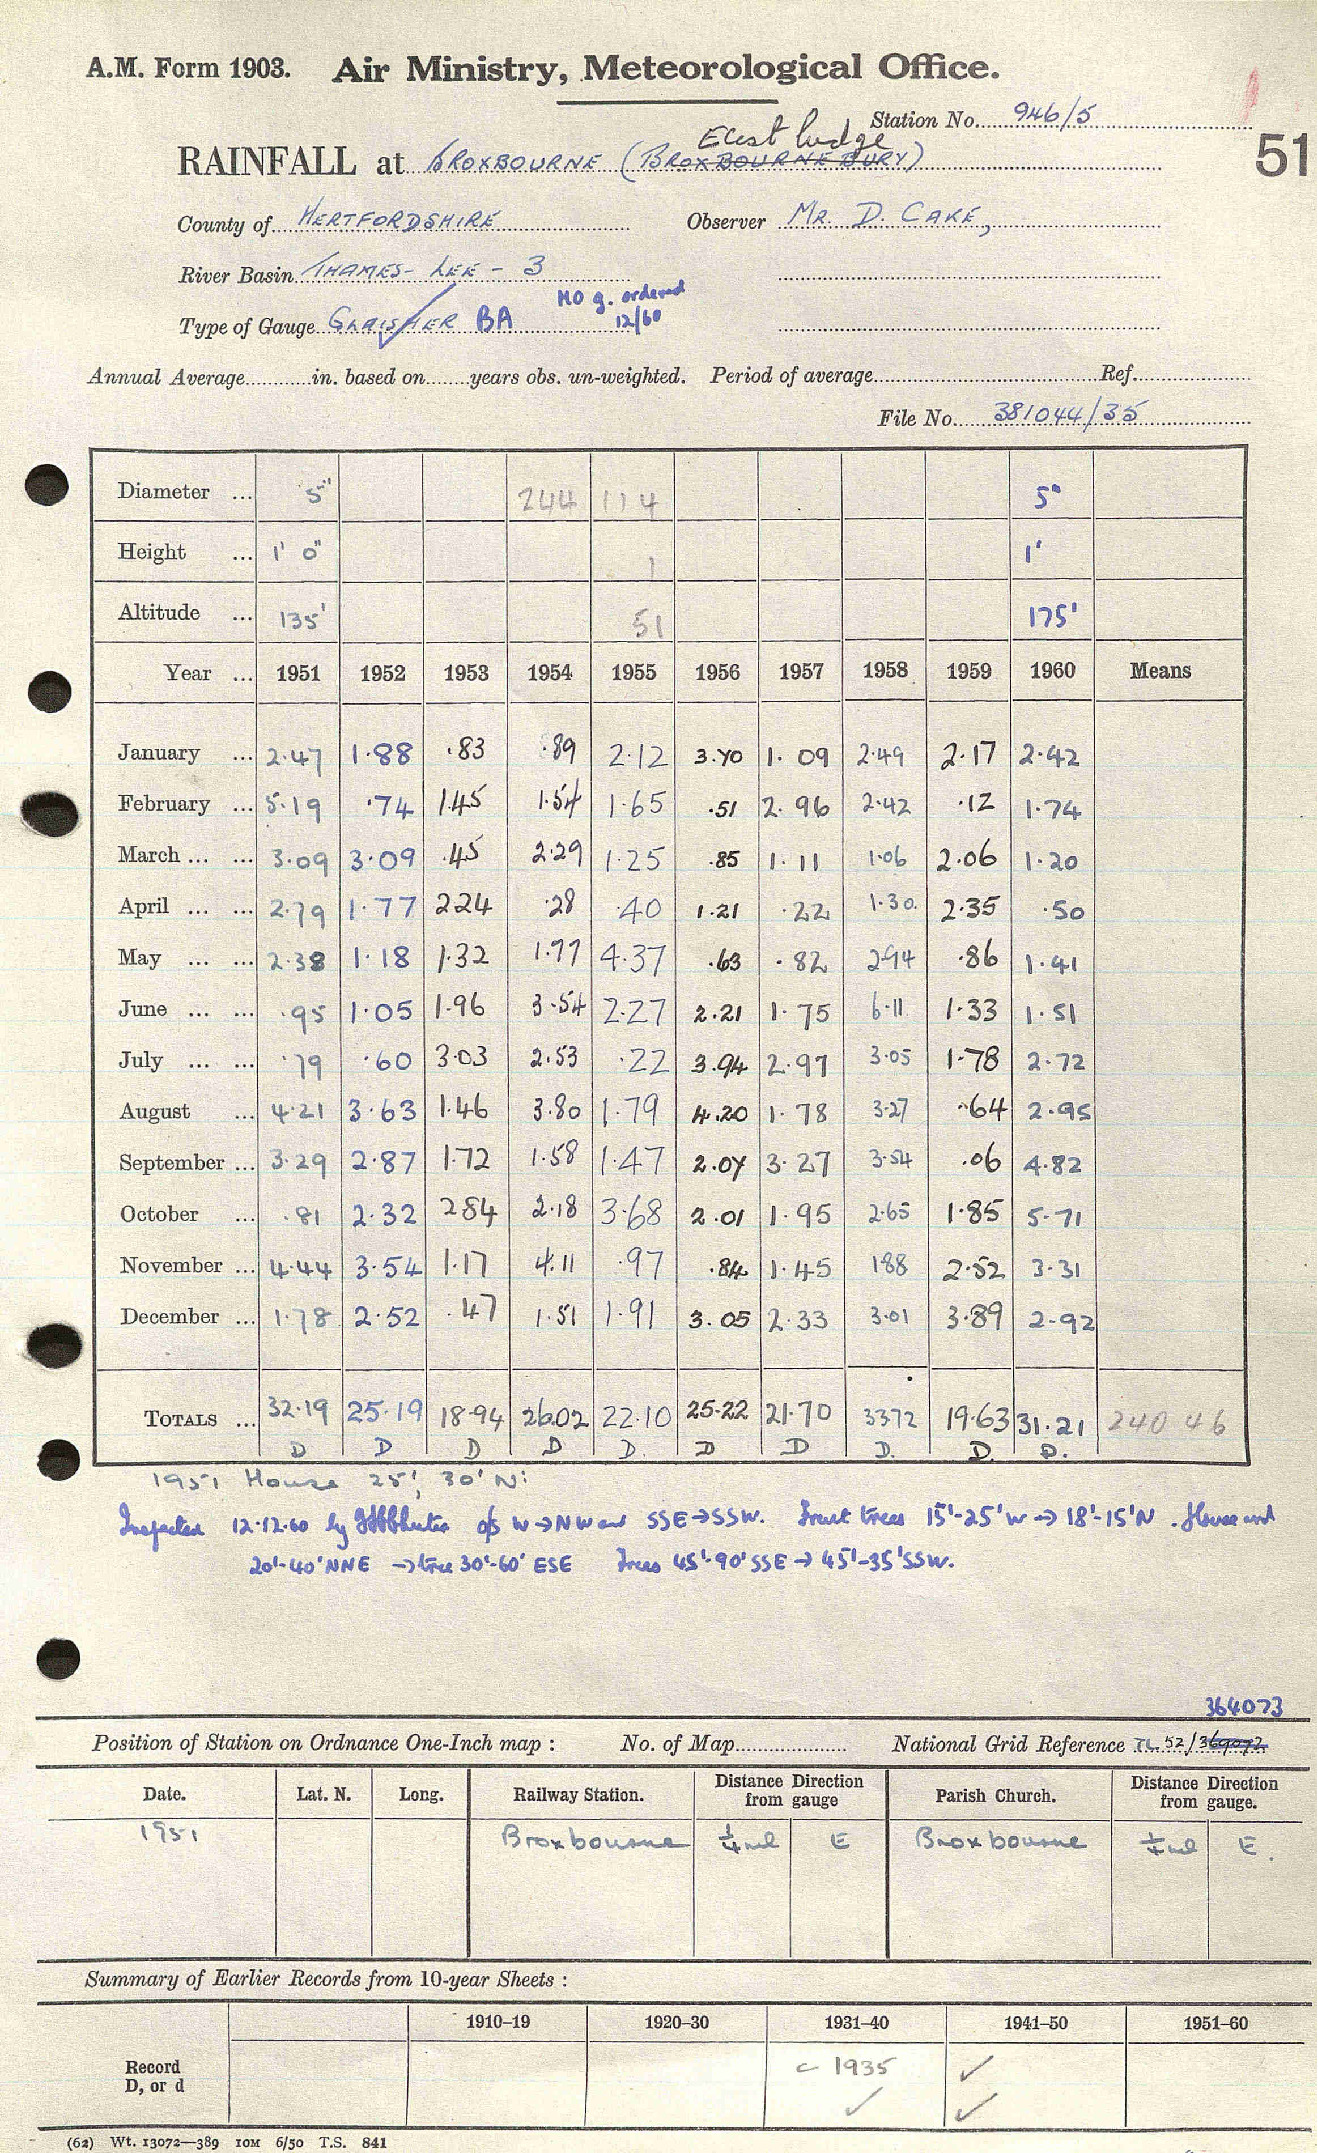 A.M. Form 1903. Air Ministry, Meteorological Office.
Station No. 946/5
East Lodge
RAINFALL at BROXBOURNE (BROXBOURNE BURY) 51
County of HERTFORDSHIRE Observer MR. D. CAKE,
River Basin THAMES - LEE - 3
MO g. ordered
Type of Gauge GLAISHER BA 12/60
Annual Average in. based on years obs. un-weighted. Period of average Ref.
File No. 381044/35
Diameter ... 5" 244 114 5"
Height ... 1' 0" 1 1'
Altitude ... 135' 51 175'
Year ... 1951 1952 1953 1954 1955 1956 1957 1958 1959 1960 Means
January ... 2.47 1.88 .83 .89 2.12 3.70 1.09 2.49 2.17 2.42
February ... 5.19 .74 1.45 1.54 1.65 .51 2.96 2.42 .12 1.74
March ... ... 3.09 3.09 .45 2.29 1.25 .85 1.11 1.06 2.06 1.20
April ... ... 2.79 1.77 2.24 .28 .40 1.21 .22 1.30 2.35 .50
May ... ... 2.38 1.18 1.32 1.77 4.37 .63 .82 2.94 .86 1.41
June ... ... .95 1.05 1.96 3.54 2.27 2.21 1.75 6.11 1.33 1.51
July ... ... .79 .60 3.03 2.53 .22 3.94 2.97 3.05 1.78 2.72
August ... 4.21 3.63 1.46 3.80 1.79 4.20 1.78 3.27 .64 2.95
September ... 3.29 2.87 1.72 1.58 1.47 2.07 3.27 3.54 .06 4.82
October ... .81 2.32 2.84 2.18 3.68 2.01 1.95 2.65 1.85 5.71
November ... 4.44 3.54 1.17 4.11 .97 .84 1.45 1.88 2.52 3.31
December ... 1.78 2.52 .47 1.51 1.91 3.05 2.33 3.01 3.89 2.92
TOTALS ... 32.19 25.19 18.94 26.02 22.10 25.22 21.70 33.72 19.63 31.21 240 46
D D D D D. D D D. D. D.
1951 House 25', 30' N:
Inspected 12.12.60 by o/s W→NW and SSE→SSW. Fruit trees 15'-25'W → 18'-15'N. House and
20'-40'NNE → tree 30'-60' ESE Trees 45'-90'SSE → 45'-35'SSW.
364073
Position of Station on Ordnance One-Inch map : No. of Map National Grid Reference TL 52/369072
Date. Lat. N. Long. Railway Station. Distance Direction from gauge Parish Church. Distance Direction from gauge.
1951 Broxbourne ¼ ml E Broxbourne ¼ ml E.
Summary of Earlier Records from 10-year Sheets :
1910–19 1920–30 1931–40 1941–50 1951–60
Record c 1935 ✓
D, or d ✓ ✓
(62) Wt. 13072—389 10M 6/50 T.S. 841